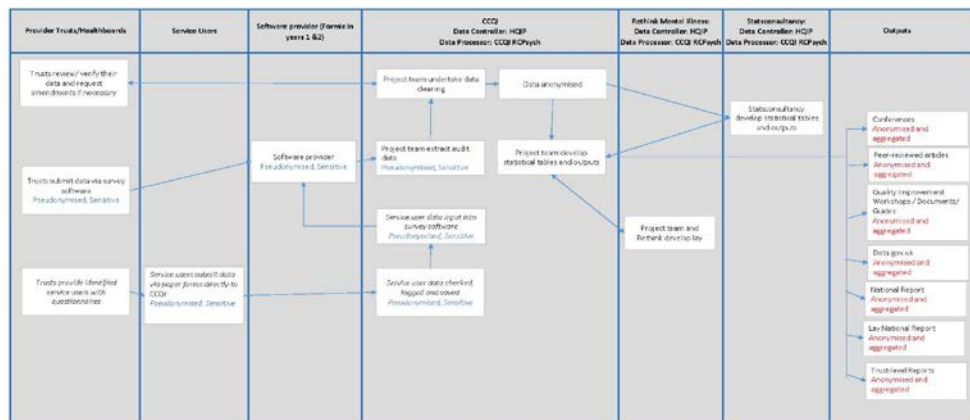 Provider Trusts/Healthboards
Service Users
Software provider (Formic in
years 1 &2)
CCQI
Data Controller: HQIP
Data Processor: CCQI RCPsych
Rethink Mental Illness:
Data Controller: HQIP
Data Processor: CCQI RCPsych
Statsconsultancy:
Data Controller: HQIP
Data Processor: CCQI RCPsych
Outputs
Trusts review/ verify their
data and request
amendments if necessary
Project team undertake data
cleaning
Data anonymised
Statsconsultancy
develop statistical tables
and outputs
Software provider
Pseudonymised, Sensitive
Project team extract audit
data
Pseudonymised, Sensitive
Project team develop
statistical tables and outputs
Trusts submit data via survey
software
Pseudonymised, Sensitive
Service user data input into
survey software
Pseudonymised, Sensitive
Project team and
Rethink develop lay
Trusts provide identified
service users with
questionnaires
Service users submit data
via paper forms directly to
CCQI
Pseudonymised, Sensitive
Service user data checked,
logged and saved
Pseudonymised, Sensitive
Conferences
Anonymised and
aggregated
Peer-reviewed articles
Anonymised and
aggregated
Quality Improvement
Workshops / Documents/
Guides
Anonymised and
aggregated
Data.gov.uk
Anonymised and
aggregated
National Report
Anonymised and
aggregated
Lay National Report
Anonymised and
aggregated
Trust-level Reports
Anonymised and
aggregated